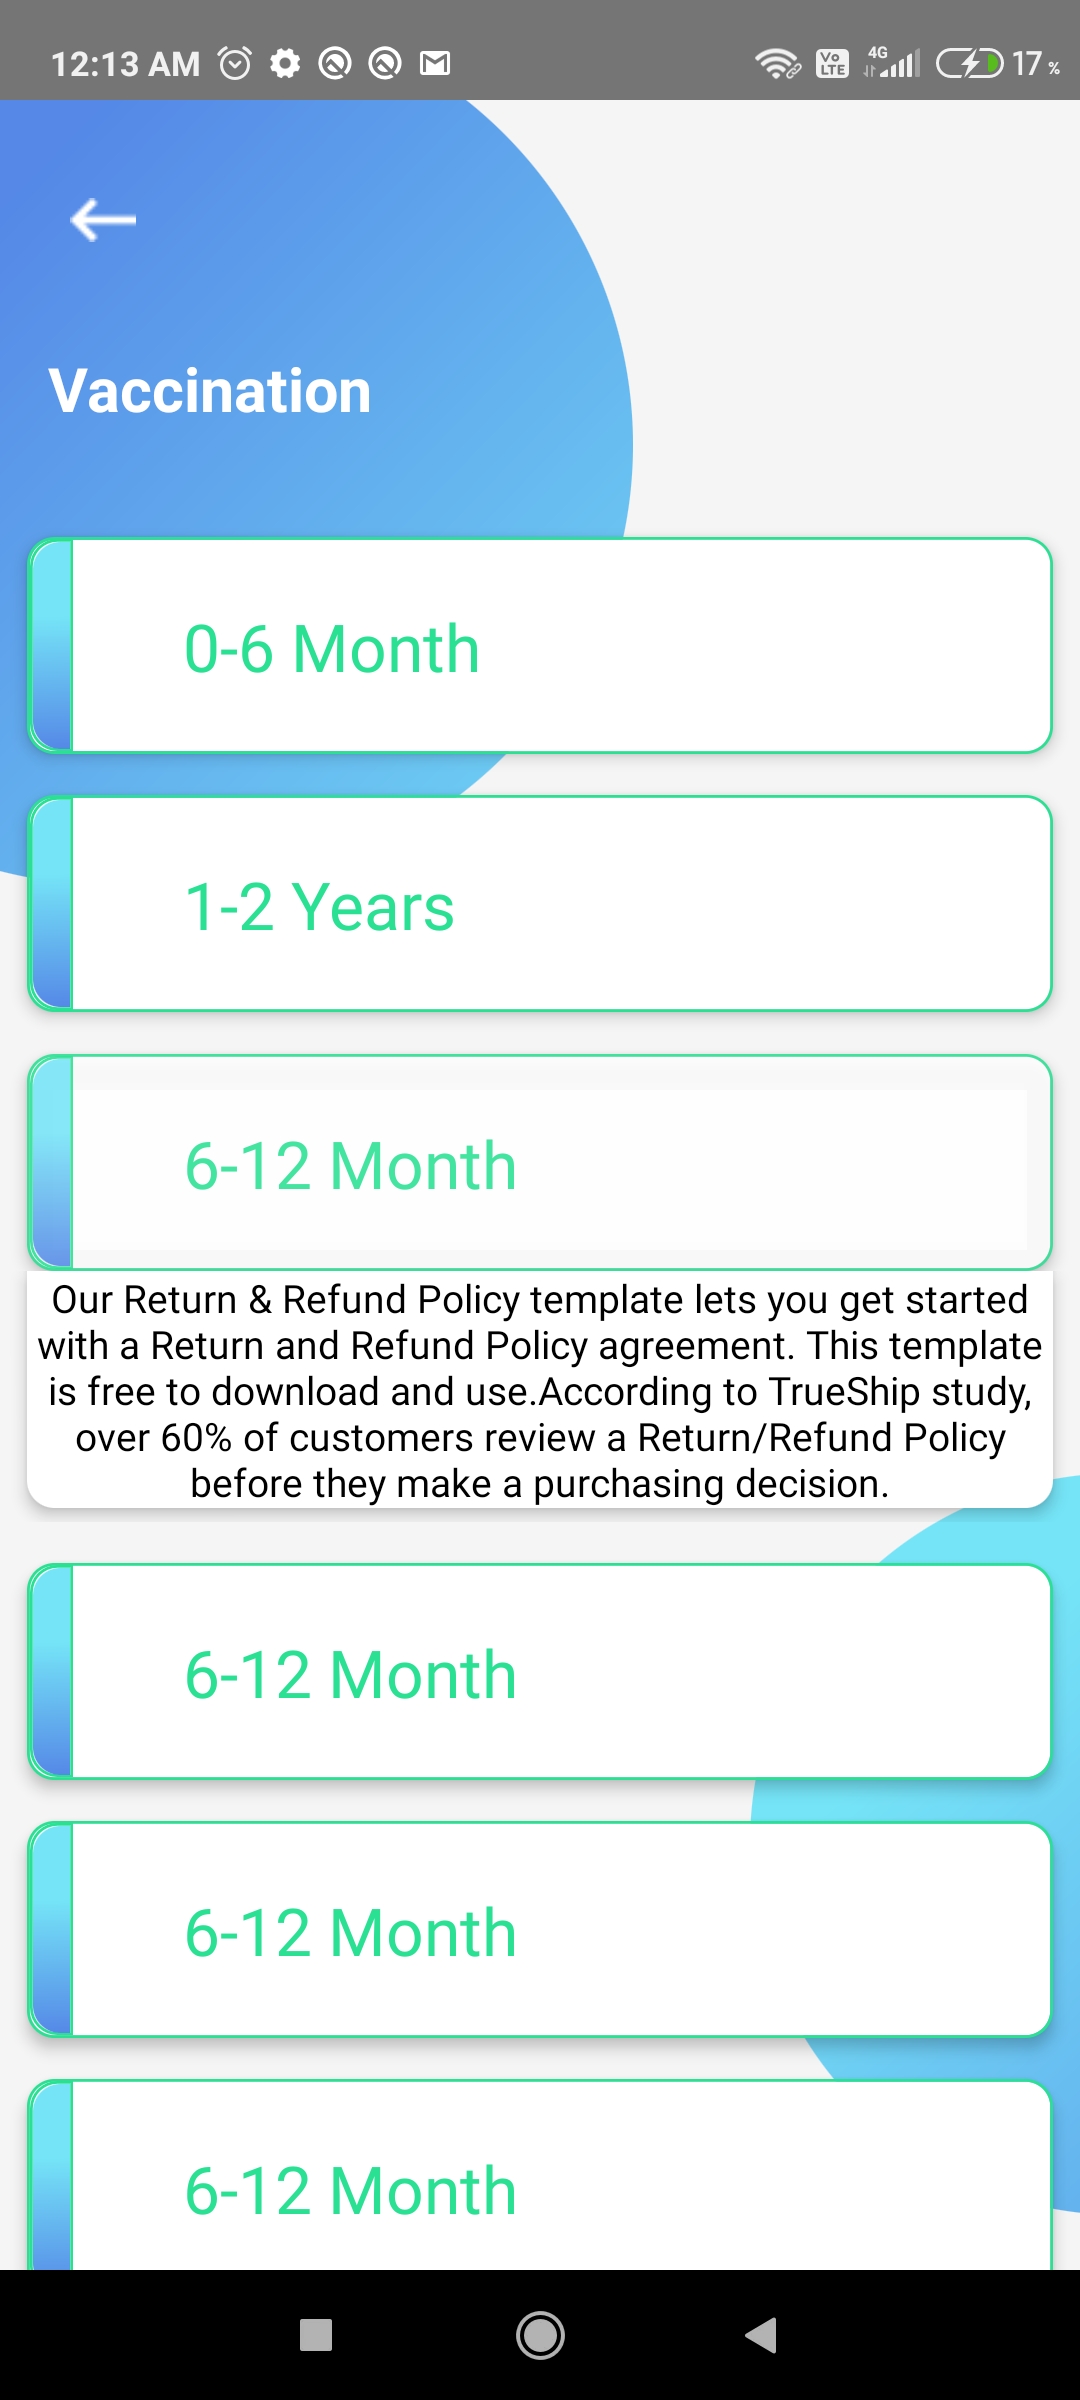 12:13 AM
Vo LTE 4G 17 %
Vaccination
0-6 Month
1-2 Years
6-12 Month
Our Return & Refund Policy template lets you get started
with a Return and Refund Policy agreement. This template
is free to download and use.According to TrueShip study,
over 60% of customers review a Return/Refund Policy
before they make a purchasing decision.
6-12 Month
6-12 Month
6-12 Month